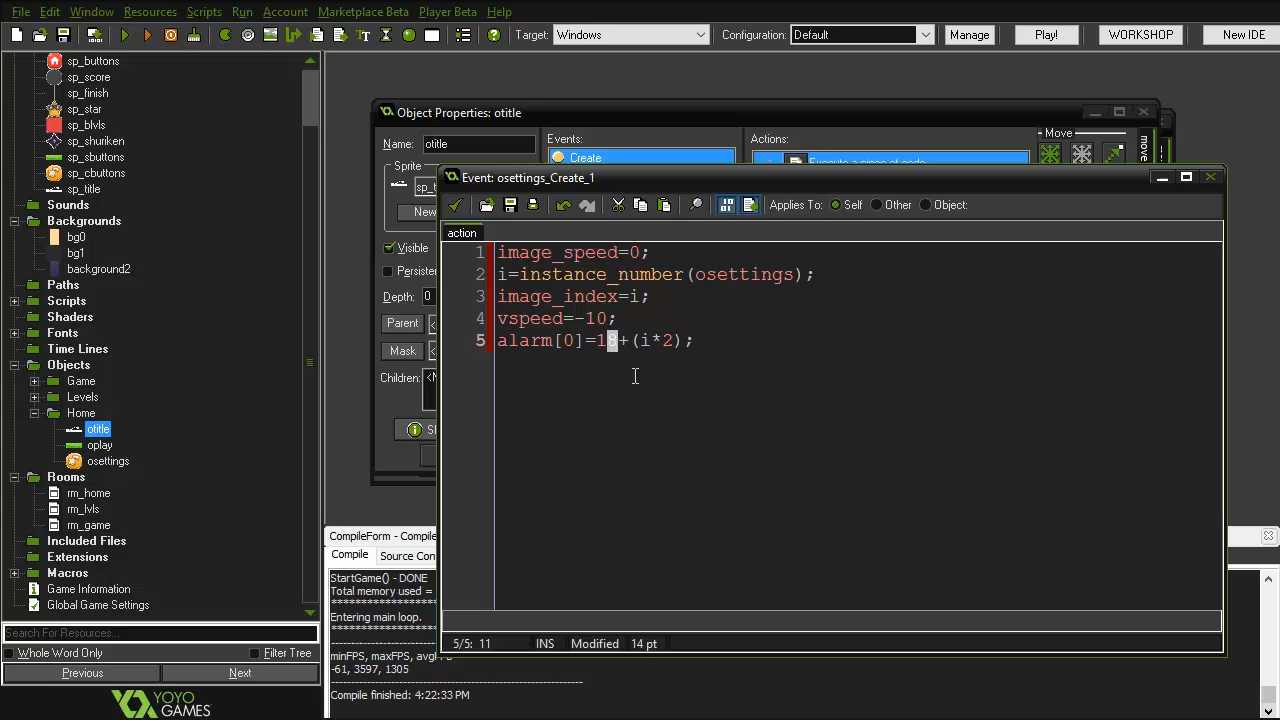 File Edit Window Resources Scripts Run Account Marketplace Beta Player Beta Help
Target: Windows Configuration: Default Manage Play! WORKSHOP New IDE
sp_buttons
sp_score
sp_finish
sp_star
sp_blvls
sp_shuriken
sp_sbuttons
sp_cbuttons
sp_title
Sounds
Backgrounds
bg0
bg1
background2
Paths
Scripts
Shaders
Fonts
Time Lines
Objects
Game
Levels
Home
otitle
oplay
osettings
Rooms
rm_home
rm_lvls
rm_game
Included Files
Extensions
Macros
Game Information
Global Game Settings
Search For Resources...
Whole Word Only Filter Tree
Previous Next
YOYO
GAMES
Object Properties: otitle
Name: otitle
Sprite
New
Visible
Depth: 0
Parent
Mask
Children:
Events:
Create
Actions:
Move
move
Event: osettings_Create_1
Applies To: Self Other Object:
action
1 image_speed=0;
2 i=instance_number(osettings);
3 image_index=i;
4 vspeed=-10;
5 alarm[0]=18+(i*2);
5/5: 11 INS Modified 14 pt
Compile
StartGame() - DONE
Total memory used =
Entering main loop.
-61, 3597, 1305
Compile finished: 4:22:33 PM